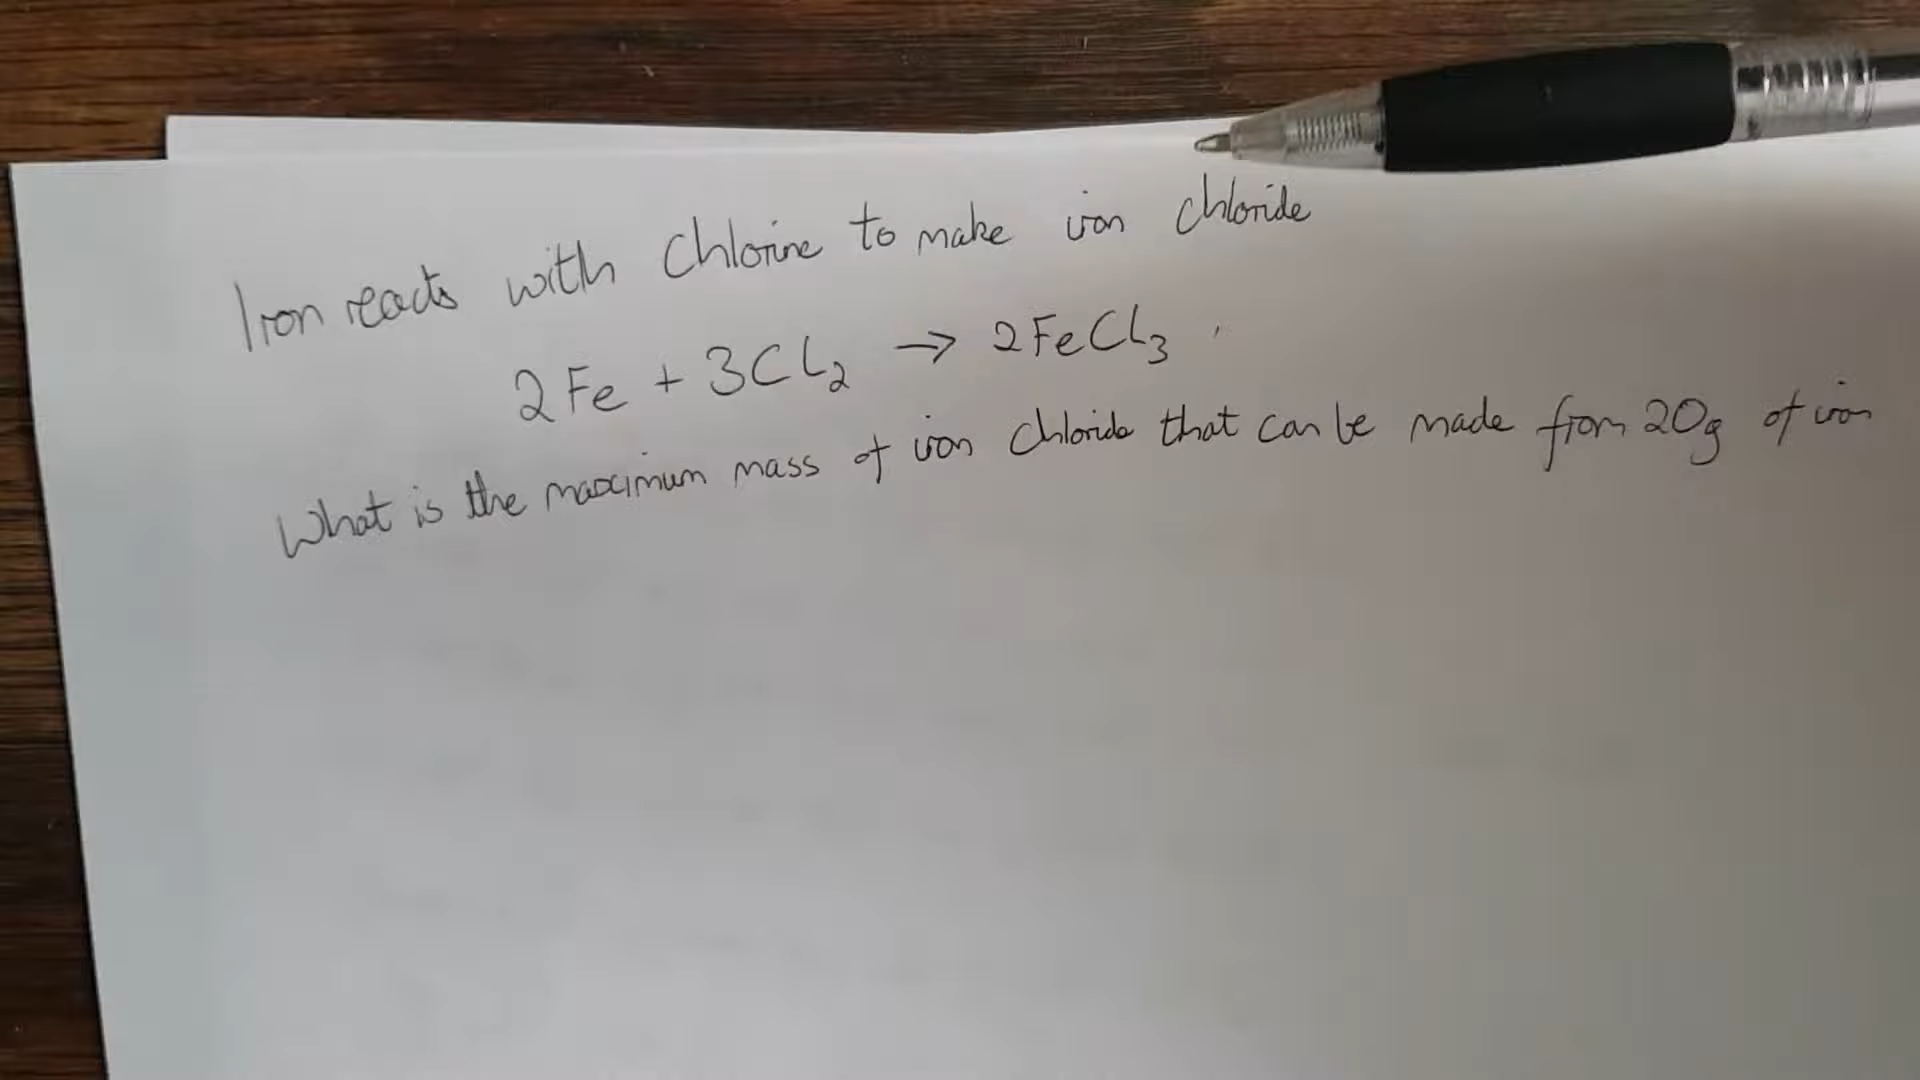 Iron reacts with Chlorine to make iron chloride
2Fe + 3Cl₂ → 2FeCl₃
What is the maximum mass of iron chloride that can be made from 20g of iron